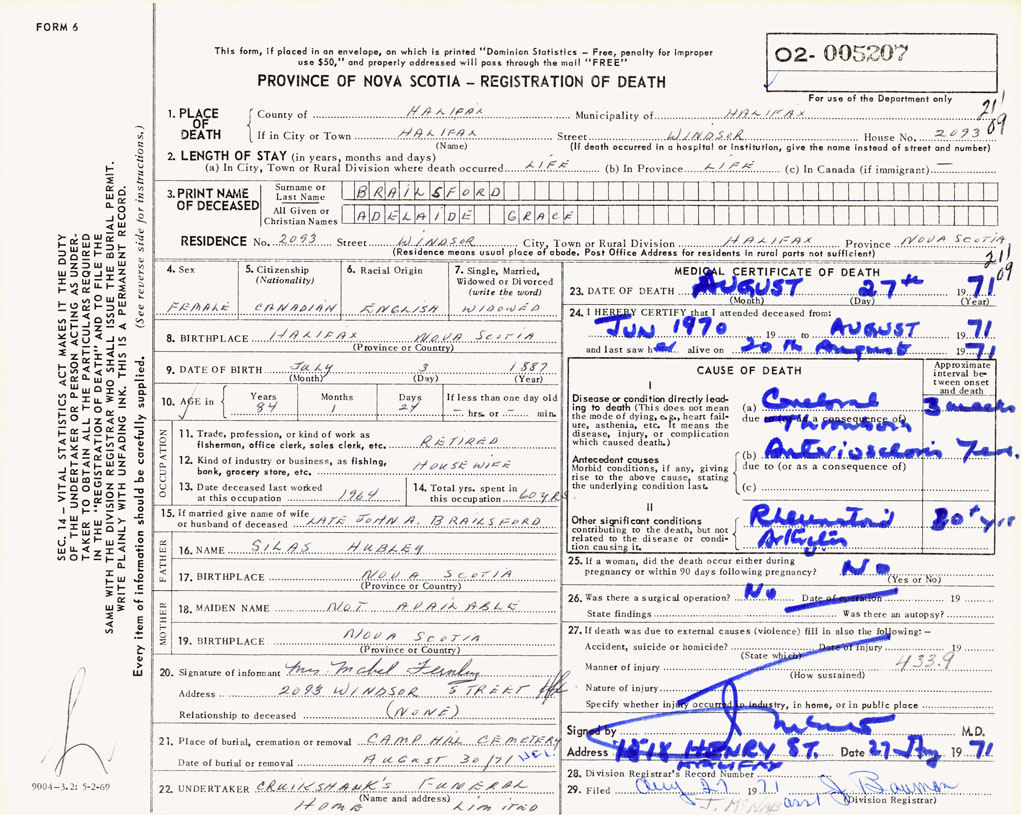 FORM 6
This form, if placed in an envelope, on which is printed "Dominion Statistics – Free, penalty for improper
use $50," and properly addressed will pass through the mail "FREE"
PROVINCE OF NOVA SCOTIA – REGISTRATION OF DEATH
02- 005207
For use of the Department only
21/09
1. PLACE OF DEATH
County of HALIFAX Municipality of HALIFAX
If in City or Town HALIFAX Street WINDSOR House No. 2093
(Name) (If death occurred in a hospital or institution, give the name instead of street and number)
2. LENGTH OF STAY (in years, months and days)
(a) In City, Town or Rural Division where death occurred LIFE (b) In Province LIFE (c) In Canada (if immigrant) —
3. PRINT NAME OF DECEASED
Surname or Last Name BRAILSFORD
All Given or Christian Names ADELAIDE GRACE
RESIDENCE No. 2093 Street WINDSOR City, Town or Rural Division HALIFAX Province NOVA SCOTIA
(Residence means usual place of abode. Post Office Address for residents in rural parts not sufficient)
21/09
4. Sex
FEMALE
5. Citizenship
(Nationality)
CANADIAN
6. Racial Origin
ENGLISH
7. Single, Married,
Widowed or Divorced
(write the word)
WIDOWED
8. BIRTHPLACE HALIFAX NOVA SCOTIA
(Province or Country)
9. DATE OF BIRTH JULY 3 1887
(Month) (Day) (Year)
10. AGE in
Years Months Days If less than one day old
84 1 24 — hrs. or — min.
OCCUPATION
11. Trade, profession, or kind of work as
fisherman, office clerk, sales clerk, etc. RETIRED
12. Kind of industry or business, as fishing,
bank, grocery store, etc. HOUSEWIFE
13. Date deceased last worked
at this occupation 1964
14. Total yrs. spent in
this occupation 60 YRS
15. If married give name of wife
or husband of deceased LATE JOHN A. BRAILSFORD
FATHER
16. NAME SILAS HUBLEY
17. BIRTHPLACE NOVA SCOTIA
(Province or Country)
MOTHER
18. MAIDEN NAME NOT AVAILABLE
19. BIRTHPLACE NOVA SCOTIA
(Province or Country)
20. Signature of informant Mrs Mabel
Address 2093 WINDSOR STREET
Relationship to deceased (NONE)
21. Place of burial, cremation or removal CAMP HILL CEMETERY
Date of burial or removal AUGUST 30/71
22. UNDERTAKER CRUIKSHANK'S FUNERAL
(Name and address)
HOME LIMITED
MEDICAL CERTIFICATE OF DEATH
23. DATE OF DEATH AUGUST 27th 1971
(Month) (Day) (Year)
24. I HEREBY CERTIFY that I attended deceased from:
JUN 1970 19 to AUGUST 1971
and last saw her alive on 20th August 1971
CAUSE OF DEATH
Approximate interval between onset and death
I
Disease or condition directly leading to death (This does not mean the mode of dying, e.g., heart failure, asthenia, etc. It means the disease, injury, or complication which caused death.)
(a) Cerebral 3 weeks
due to (or as a consequence of)
Thrombosis
Antecedent causes
Morbid conditions, if any, giving rise to the above cause, stating the underlying condition last.
(b) Arteriosclerosis Years
due to (or as a consequence of)
(c)
II
Other significant conditions
contributing to the death, but not related to the disease or condition causing it.
Rheumatoid 30+ yrs
Arthritis
25. If a woman, did the death occur either during
pregnancy or within 90 days following pregnancy? No
(Yes or No)
26. Was there a surgical operation? No Date of operation 19
State findings Was there an autopsy?
27. If death was due to external causes (violence) fill in also the following: –
Accident, suicide or homicide? Date of injury 19
(State which)
433.9
Manner of injury
(How sustained)
Nature of injury
Specify whether injury occurred in industry, in home, or in public place
Signed by M.D.
Address HENRY ST. Date 27 Aug 1971
HALIFAX
28. Division Registrar's Record Number
29. Filed Aug 27 1971
(Division Registrar)
SEC. 14 – VITAL STATISTICS ACT MAKES IT THE DUTY
OF THE UNDERTAKER OR PERSON ACTING AS UNDERTAKER
TO OBTAIN ALL THE PARTICULARS REQUIRED
IN THE "REGISTRATION OF DEATH" AND TO FILE THE
SAME WITH THE DIVISION REGISTRAR WHO SHALL ISSUE THE BURIAL PERMIT.
WRITE PLAINLY WITH UNFADING INK. THIS IS A PERMANENT RECORD.
Every item of information should be carefully supplied. (See reverse side for instructions.)
9004-3.2: 5-2-69